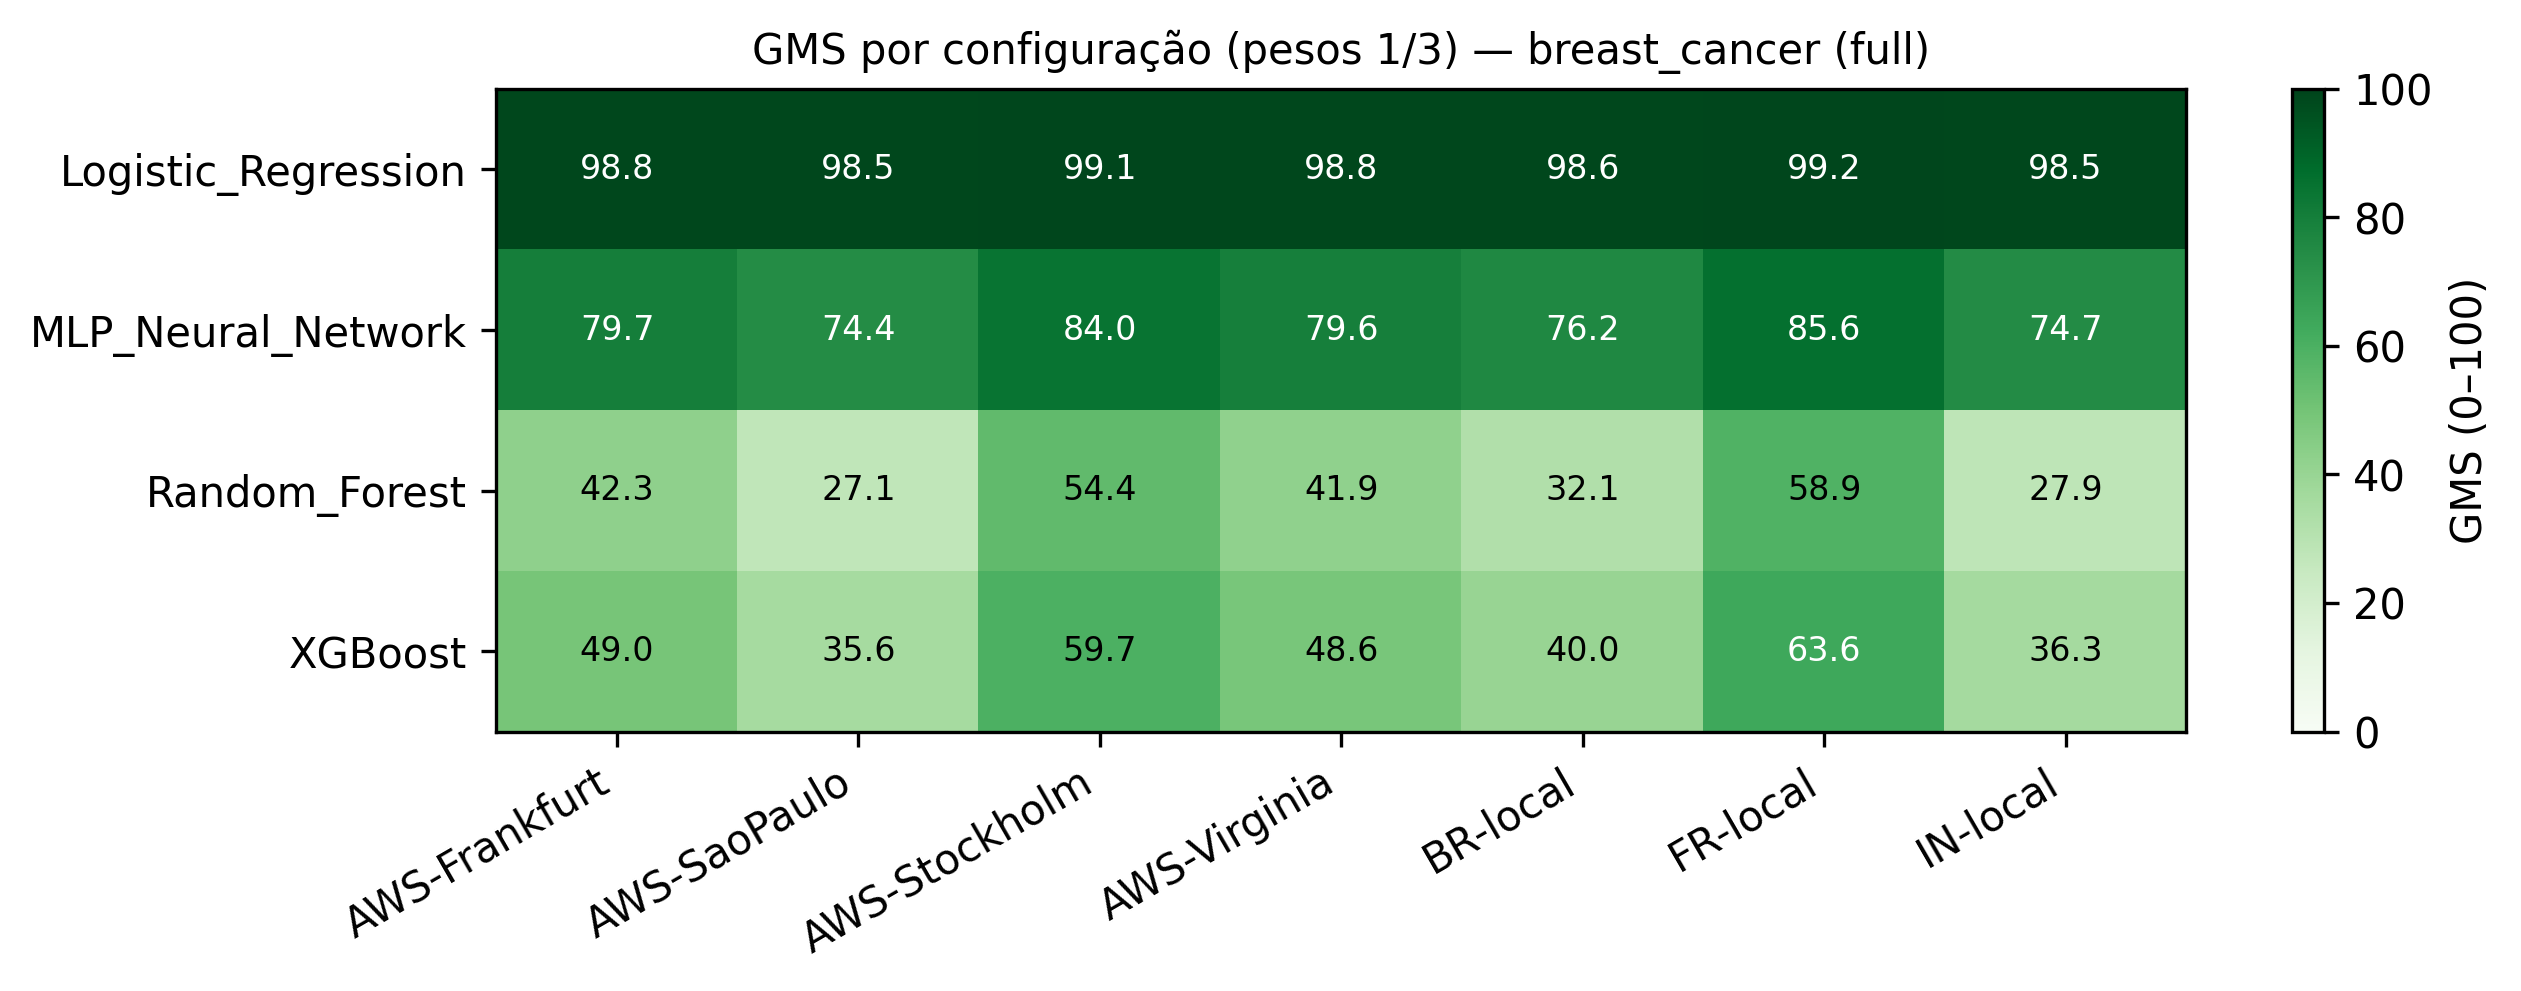 GMS por configuração (pesos 1/3) — breast_cancer (full)
Logistic_Regression 98.8 98.5 99.1 98.8 98.6 99.2 98.5
MLP_Neural_Network 79.7 74.4 84.0 79.6 76.2 85.6 74.7
Random_Forest 42.3 27.1 54.4 41.9 32.1 58.9 27.9
XGBoost 49.0 35.6 59.7 48.6 40.0 63.6 36.3
AWS-Frankfurt AWS-SaoPaulo AWS-Stockholm AWS-Virginia BR-local FR-local IN-local
100
80
60
40
20
0
GMS (0–100)